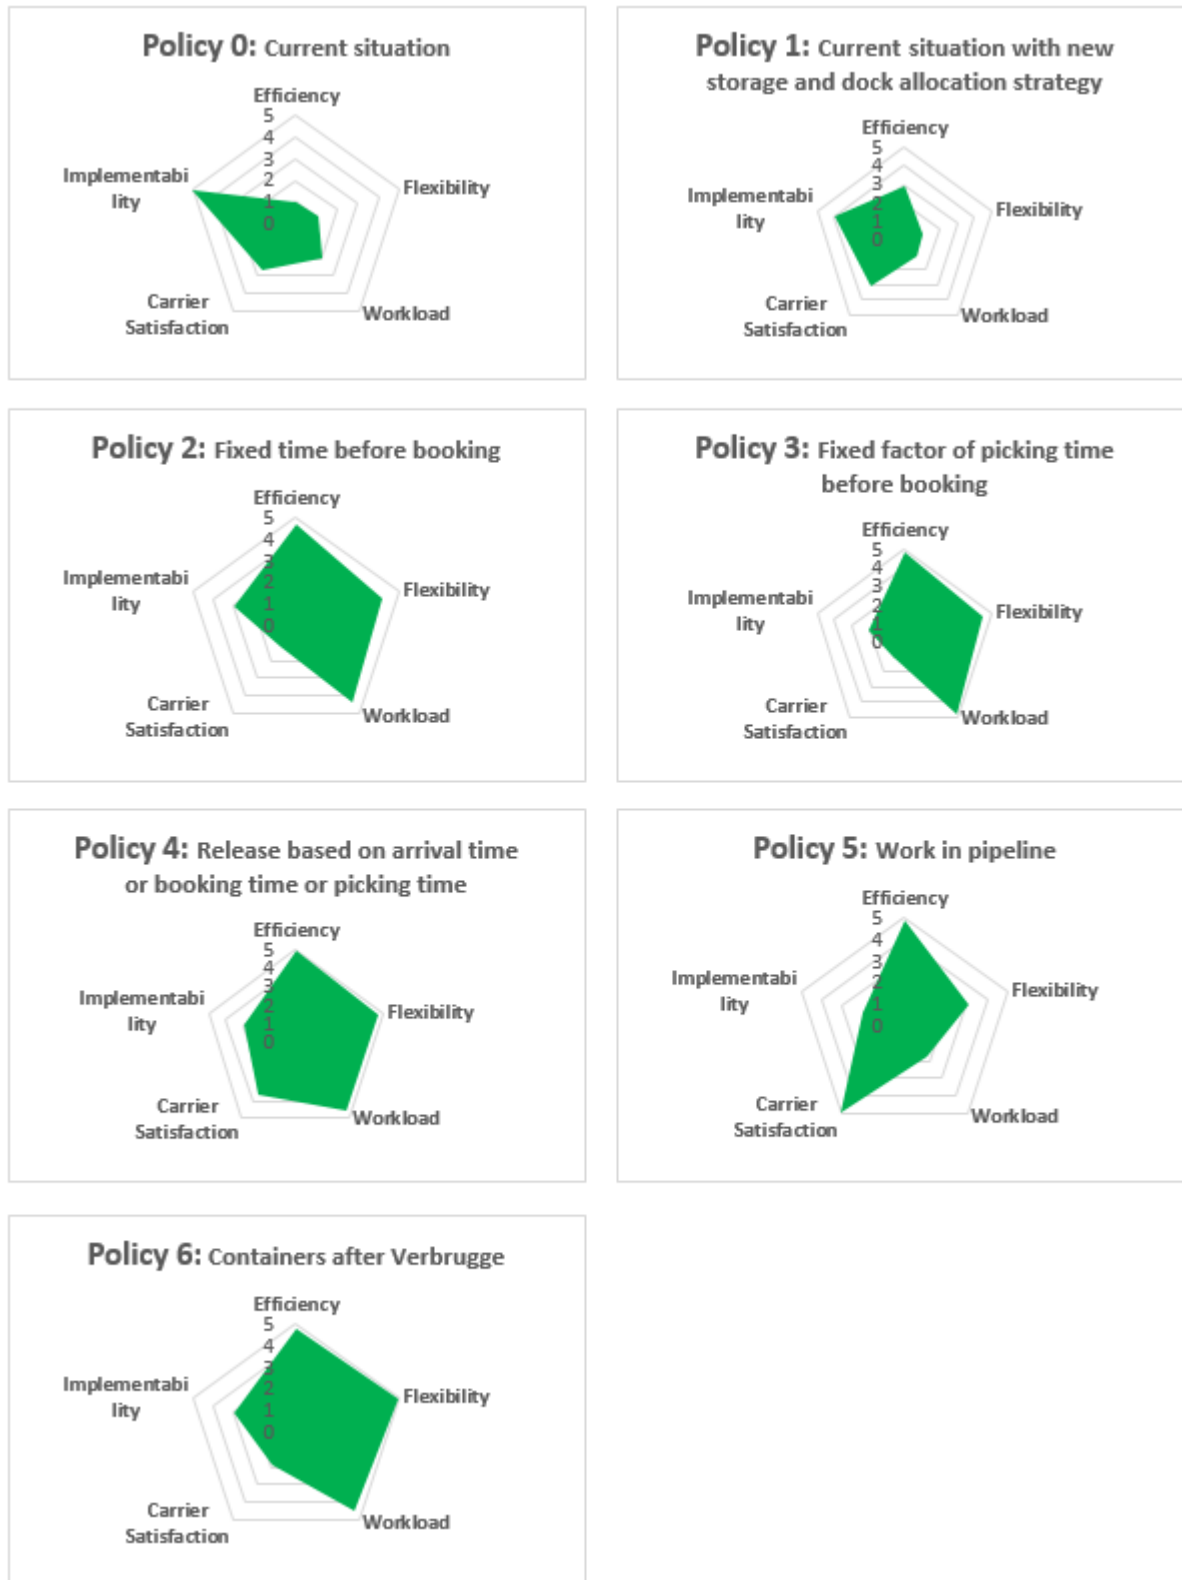 Policy 0: Current situation
Efficiency
5
4
3
2
1
0
Implementabi
lity
Flexibility
Carrier
Satisfaction
Workload
Policy 1: Current situation with new
storage and dock allocation strategy
Efficiency
5
4
3
2
1
0
Implementabi
lity
Flexibility
Carrier
Satisfaction
Workload
Policy 2: Fixed time before booking
Efficiency
5
4
3
2
1
0
Implementabi
lity
Flexibility
Carrier
Satisfaction
Workload
Policy 3: Fixed factor of picking time
before booking
Efficiency
5
4
3
2
1
0
Implementabi
lity
Flexibility
Carrier
Satisfaction
Workload
Policy 4: Release based on arrival time
or booking time or picking time
Efficiency
5
4
3
2
1
0
Implementabi
lity
Flexibility
Carrier
Satisfaction
Workload
Policy 5: Work in pipeline
Efficiency
5
4
3
2
1
0
Implementabi
lity
Flexibility
Carrier
Satisfaction
Workload
Policy 6: Containers after Verbrugge
Efficiency
5
4
3
2
1
0
Implementabi
lity
Flexibility
Carrier
Satisfaction
Workload